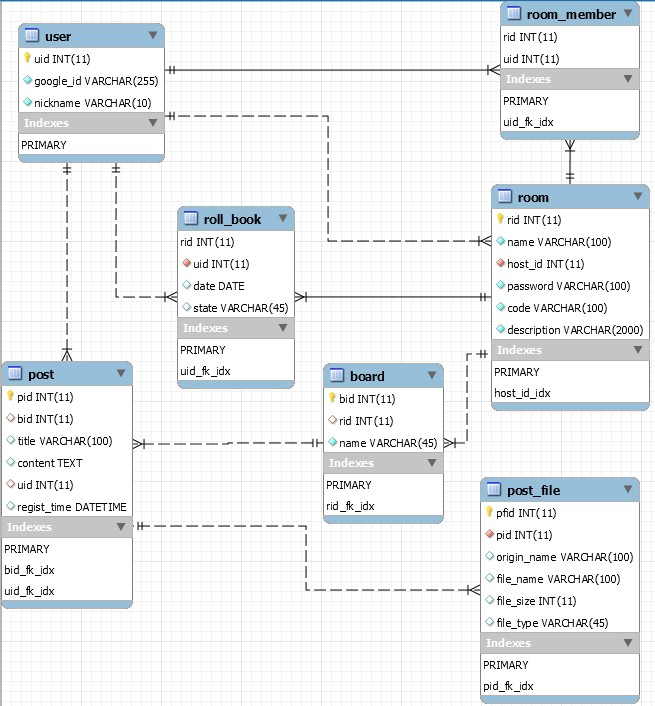 user
uid INT(11)
google_id VARCHAR(255)
nickname VARCHAR(10)
Indexes
PRIMARY
room_member
rid INT(11)
uid INT(11)
Indexes
PRIMARY
uid_fk_idx
roll_book
rid INT(11)
uid INT(11)
date DATE
state VARCHAR(45)
Indexes
PRIMARY
uid_fk_idx
room
rid INT(11)
name VARCHAR(100)
host_id INT(11)
password VARCHAR(100)
code VARCHAR(100)
description VARCHAR(2000)
Indexes
PRIMARY
host_id_idx
post
pid INT(11)
bid INT(11)
title VARCHAR(100)
content TEXT
uid INT(11)
regist_time DATETIME
Indexes
PRIMARY
bid_fk_idx
uid_fk_idx
board
bid INT(11)
rid INT(11)
name VARCHAR(45)
Indexes
PRIMARY
rid_fk_idx
post_file
pfid INT(11)
pid INT(11)
origin_name VARCHAR(100)
file_name VARCHAR(100)
file_size INT(11)
file_type VARCHAR(45)
Indexes
PRIMARY
pid_fk_idx